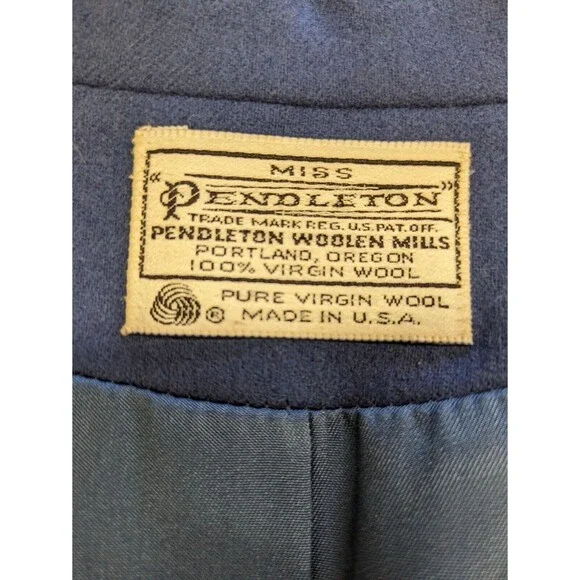 MISS
"PENDLETON"
TRADE MARK REG. U.S. PAT. OFF.
PENDLETON WOOLEN MILLS
PORTLAND, OREGON
100% VIRGIN WOOL
PURE VIRGIN WOOL
® MADE IN U.S.A.